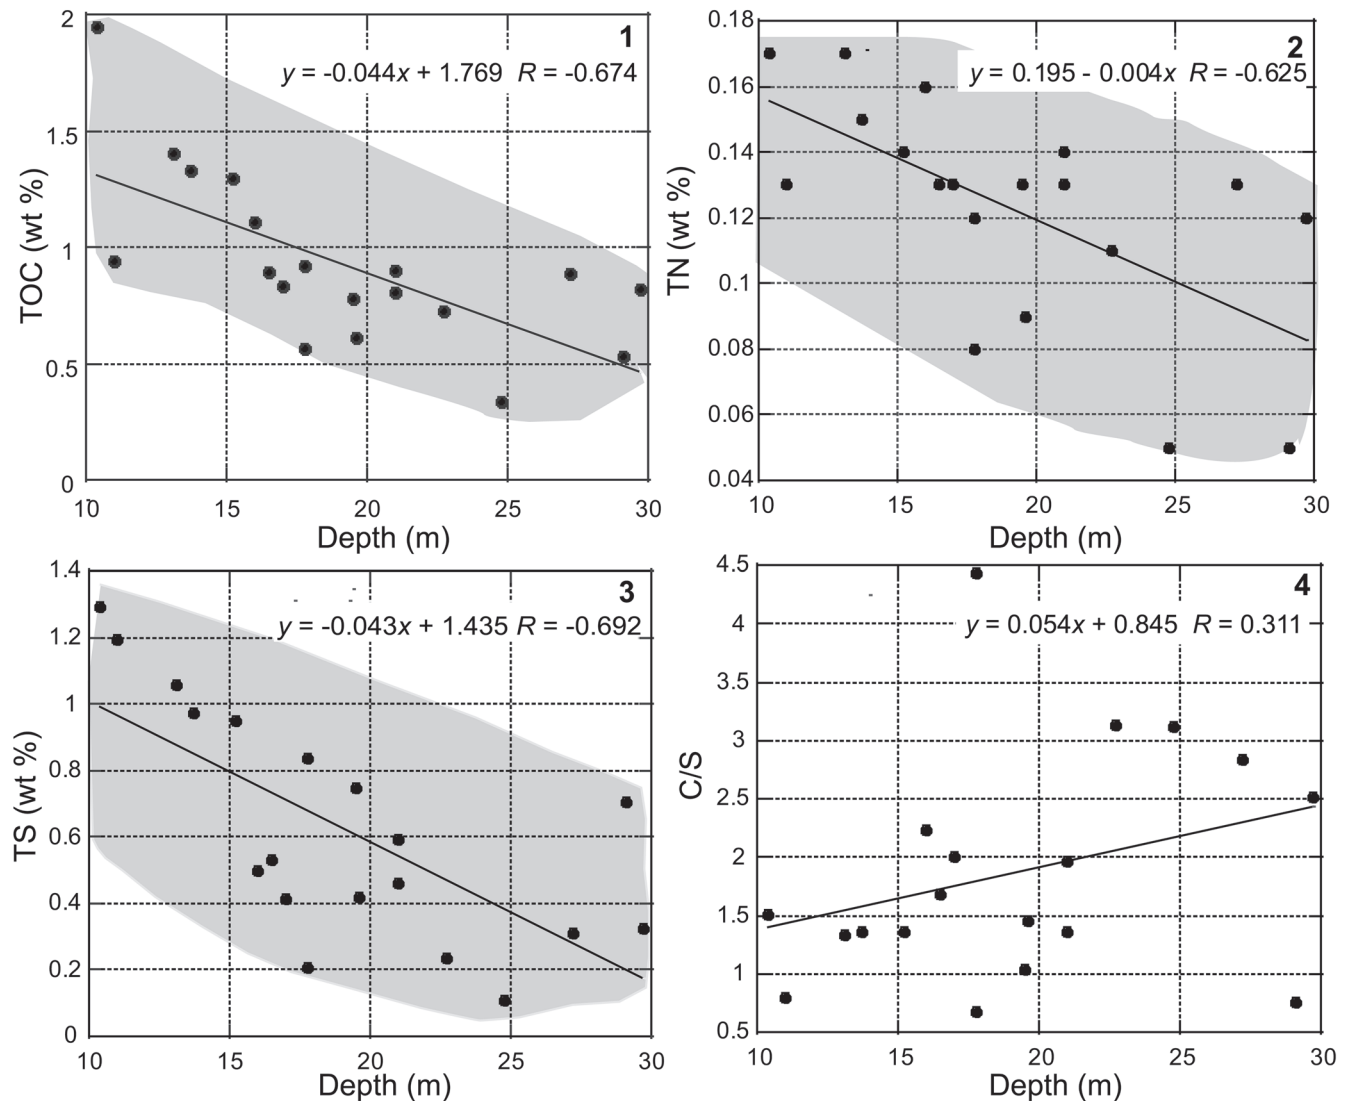 1
y = -0.044x + 1.769 R = -0.674
2
1.5
1
0.5
0
TOC (wt %)
10 15 20 25 30
Depth (m)
2
y = 0.195 - 0.004x R = -0.625
0.18
0.16
0.14
0.12
0.1
0.08
0.06
0.04
TN (wt %)
10 15 20 25 30
Depth (m)
3
y = -0.043x + 1.435 R = -0.692
1.4
1.2
1
0.8
0.6
0.4
0.2
0
TS (wt %)
10 15 20 25 30
Depth (m)
4
y = 0.054x + 0.845 R = 0.311
4.5
4
3.5
3
2.5
2
1.5
1
0.5
C/S
10 15 20 25 30
Depth (m)